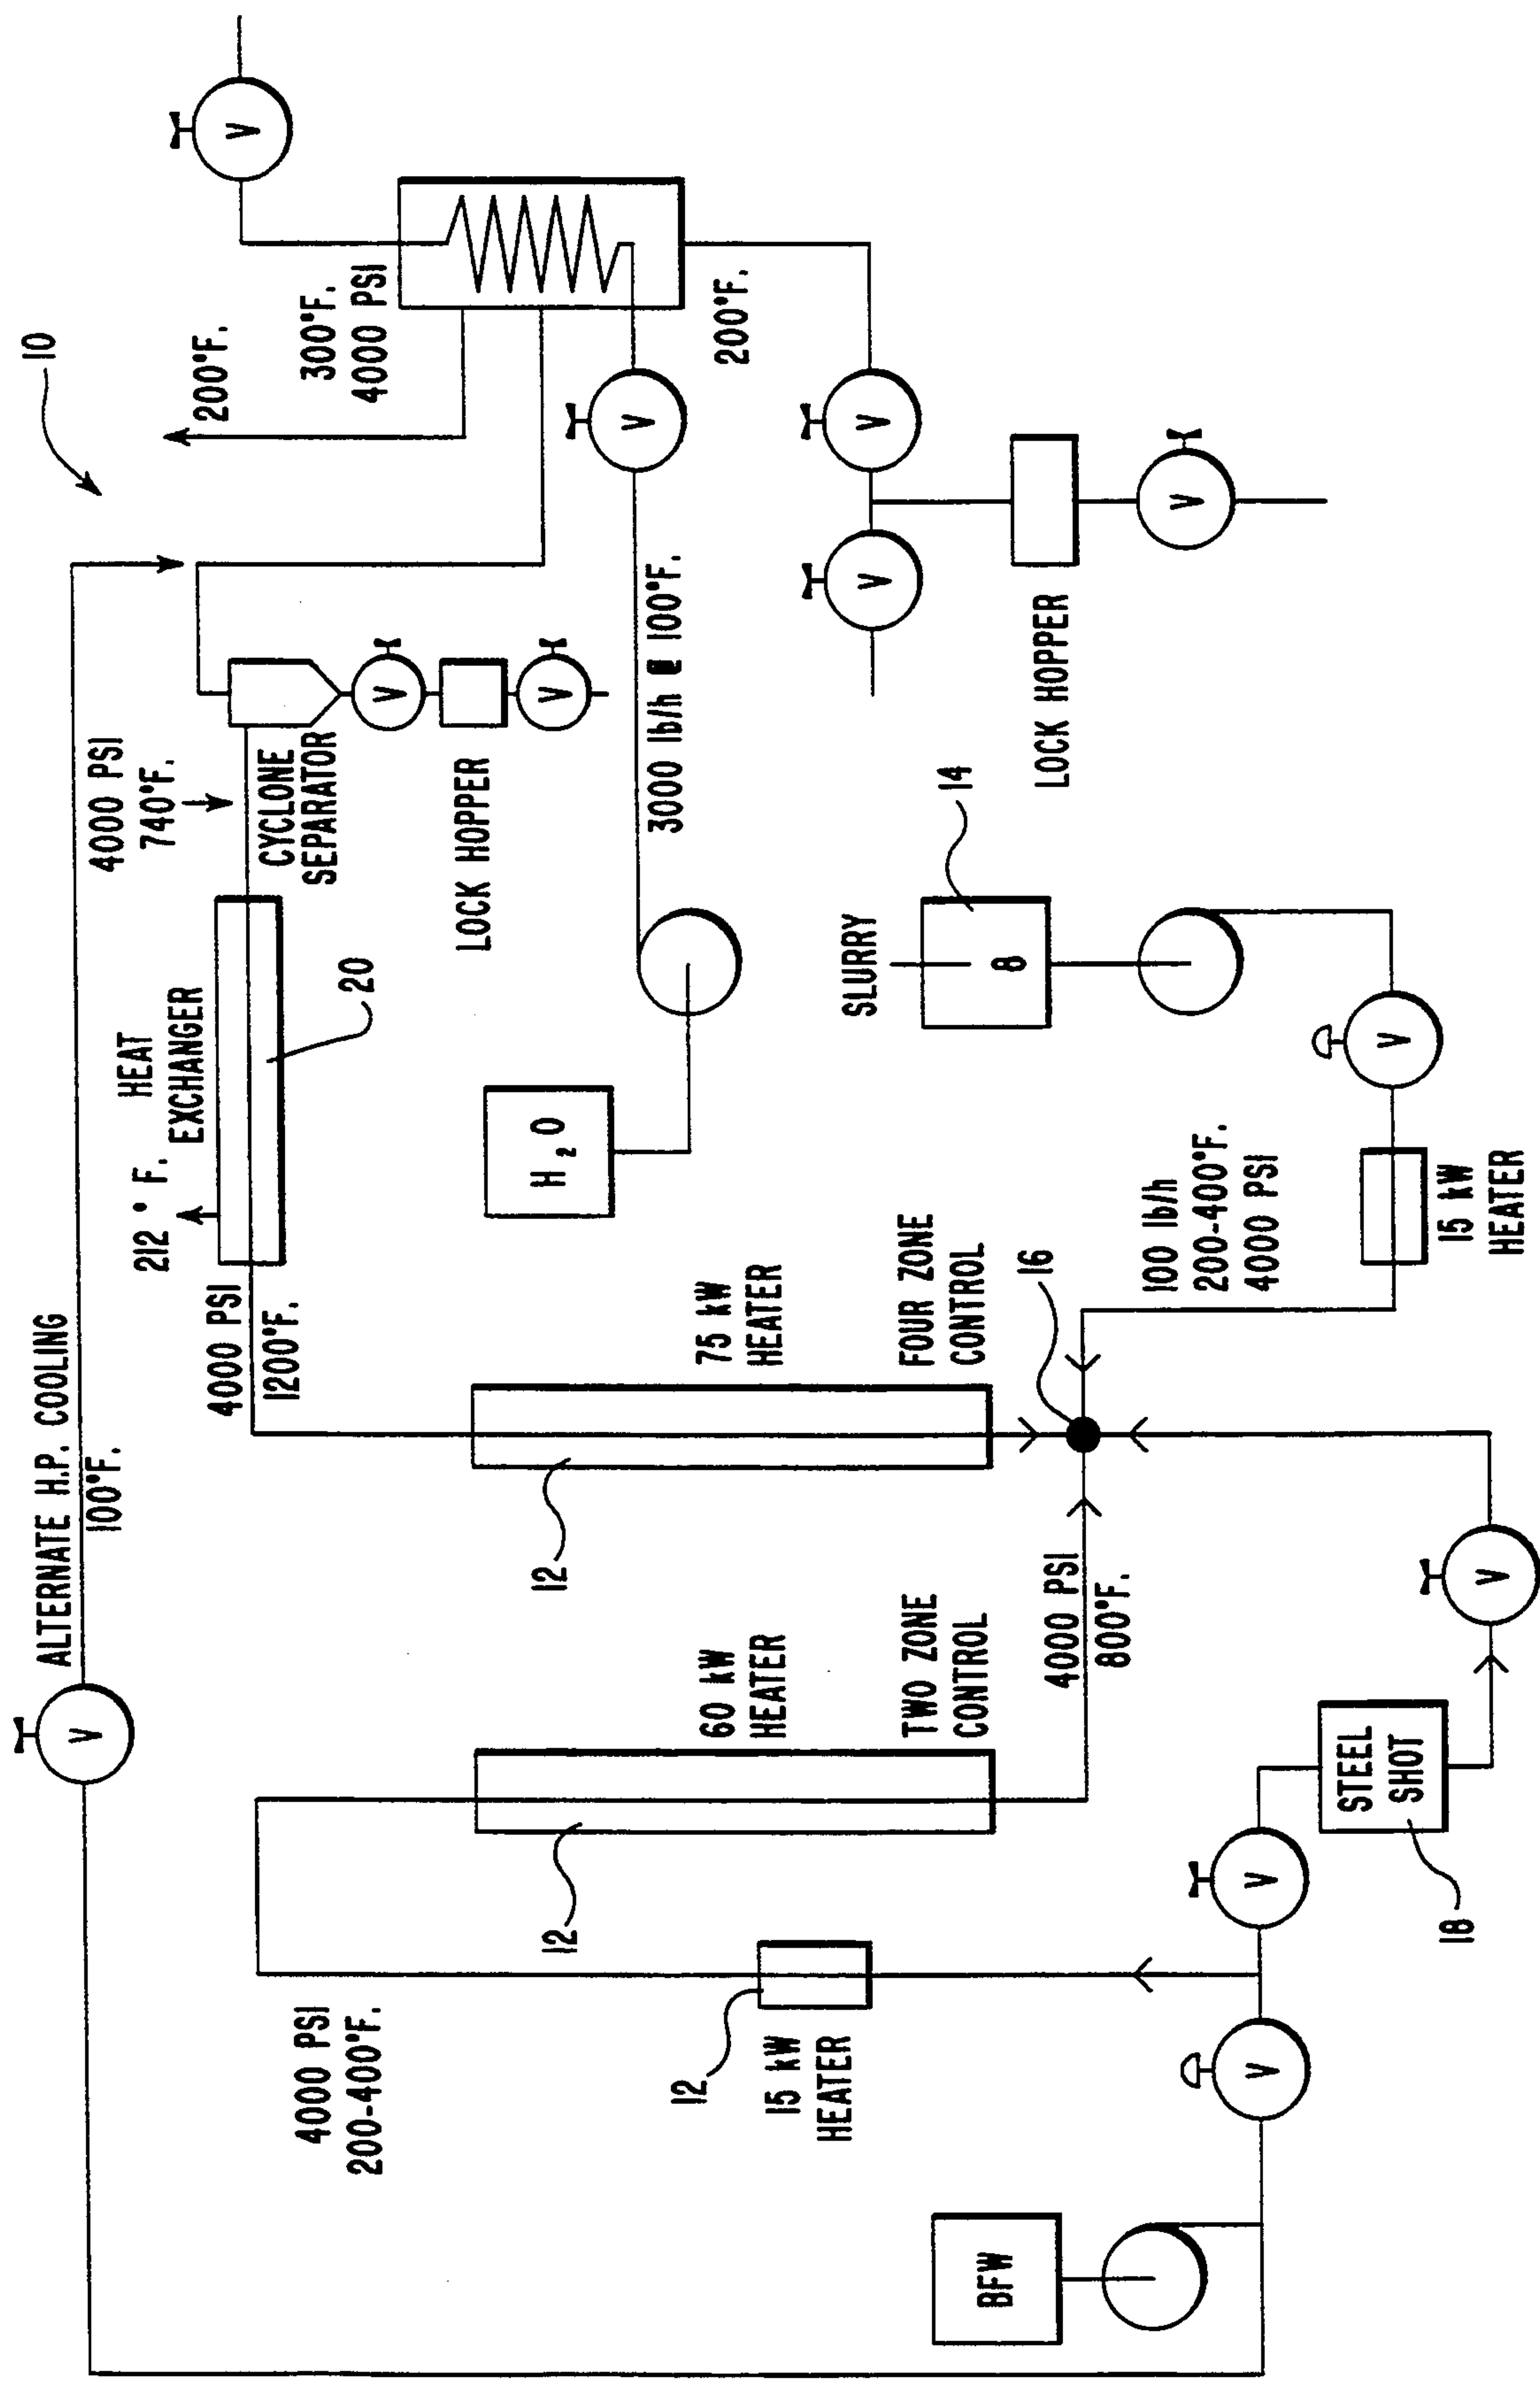 10
ALTERNATE H.P. COOLING
100°F.
V
4000 PSI
740°F.
212 ° F.
HEAT
EXCHANGER
200°F.
V
4000 PSI
1200°F.
CYCLONE
SEPARATOR
20
300°F.
4000 PSI
4000 PSI
200-400°F.
V
LOCK HOPPER
V
12
12
H2O
3000 lb/h @ 100°F.
V
12
15 kW
HEATER
60 kW
HEATER
75 kW
HEATER
200°F.
TWO ZONE
CONTROL
FOUR ZONE
CONTROL
SLURRY
14
V
V
BFW
8
16
LOCK HOPPER
4000 PSI
800°F.
100 lb/h
200-400°F.
4000 PSI
V
V
V
STEEL
SHOT
18
V
15 kW
HEATER
V